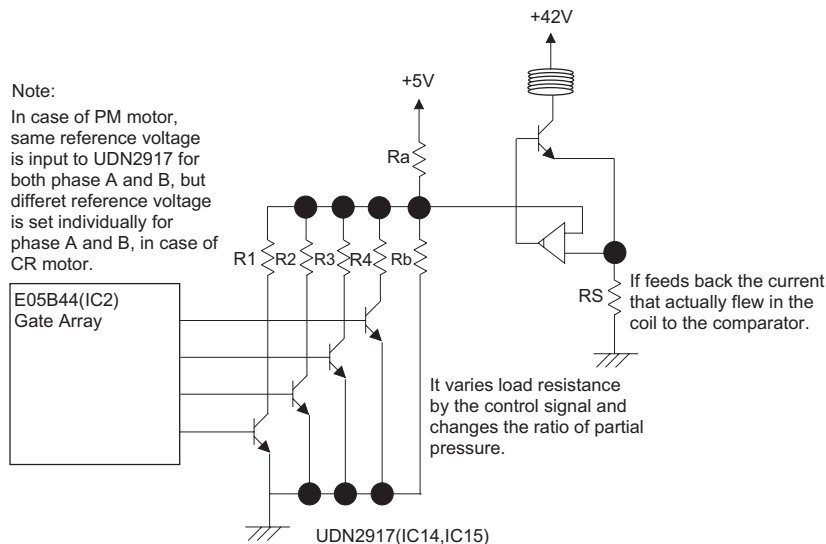 +42V
+5V
Note:
In case of PM motor,
same reference voltage
is input to UDN2917 for
both phase A and B, but
differet reference voltage
is set individually for
phase A and B, in case of
CR motor.
Ra
R1 R2 R3 R4 Rb
E05B44(IC2)
Gate Array
RS
If feeds back the current
that actually flew in the
coil to the comparator.
It varies load resistance
by the control signal and
changes the ratio of partial
pressure.
UDN2917(IC14,IC15)